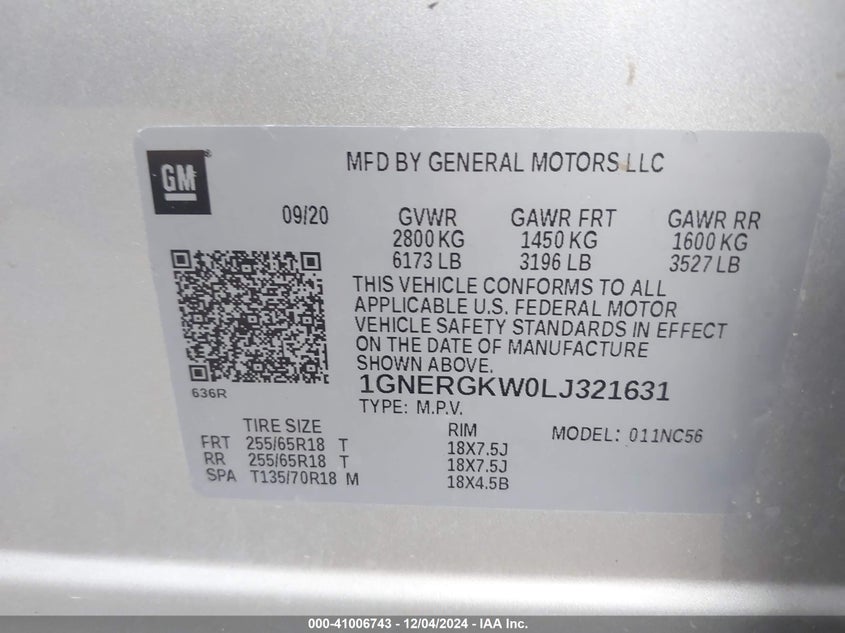 GM ®
MFD BY GENERAL MOTORS LLC
09/20 GVWR GAWR FRT GAWR RR
2800 KG 1450 KG 1600 KG
6173 LB 3196 LB 3527 LB
THIS VEHICLE CONFORMS TO ALL
APPLICABLE U.S. FEDERAL MOTOR
VEHICLE SAFETY STANDARDS IN EFFECT
ON THE DATE OF MANUFACTURE
SHOWN ABOVE.
1GNERGKW0LJ321631
636R
TYPE: M.P.V.
TIRE SIZE RIM MODEL: 011NC56
FRT 255/65R18 T 18X7.5J
RR 255/65R18 T 18X7.5J
SPA T135/70R18 M 18X4.5B
000-41006743 - 12/04/2024 - IAA Inc.